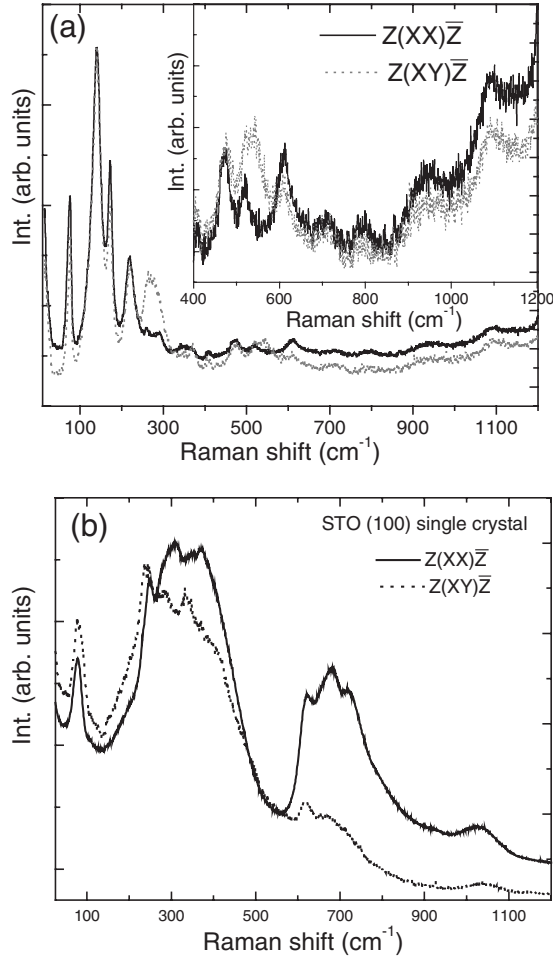 (a)
Z(XX)Z̅
Z(XY)Z̅
Int. (arb. units)
Int. (arb. units)
400 600 800 1000 1200
Raman shift (cm-1)
100 300 500 700 900 1100
Raman shift (cm-1)
(b)
STO (100) single crystal
Z(XX)Z̅
Z(XY)Z̅
Int. (arb. units)
100 300 500 700 900 1100
Raman shift (cm-1)